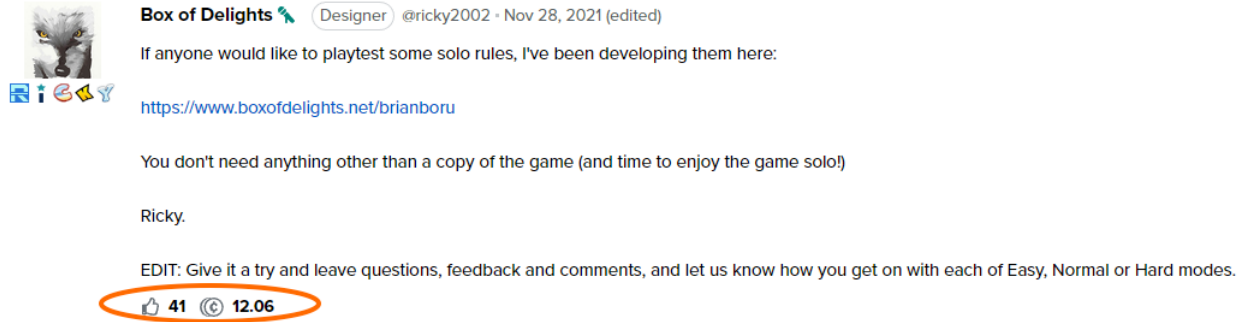 Box of Delights Designer @ricky2002 · Nov 28, 2021 (edited)
If anyone would like to playtest some solo rules, I've been developing them here:
https://www.boxofdelights.net/brianboru
You don't need anything other than a copy of the game (and time to enjoy the game solo!)
Ricky.
EDIT: Give it a try and leave questions, feedback and comments, and let us know how you get on with each of Easy, Normal or Hard modes.
41 12.06